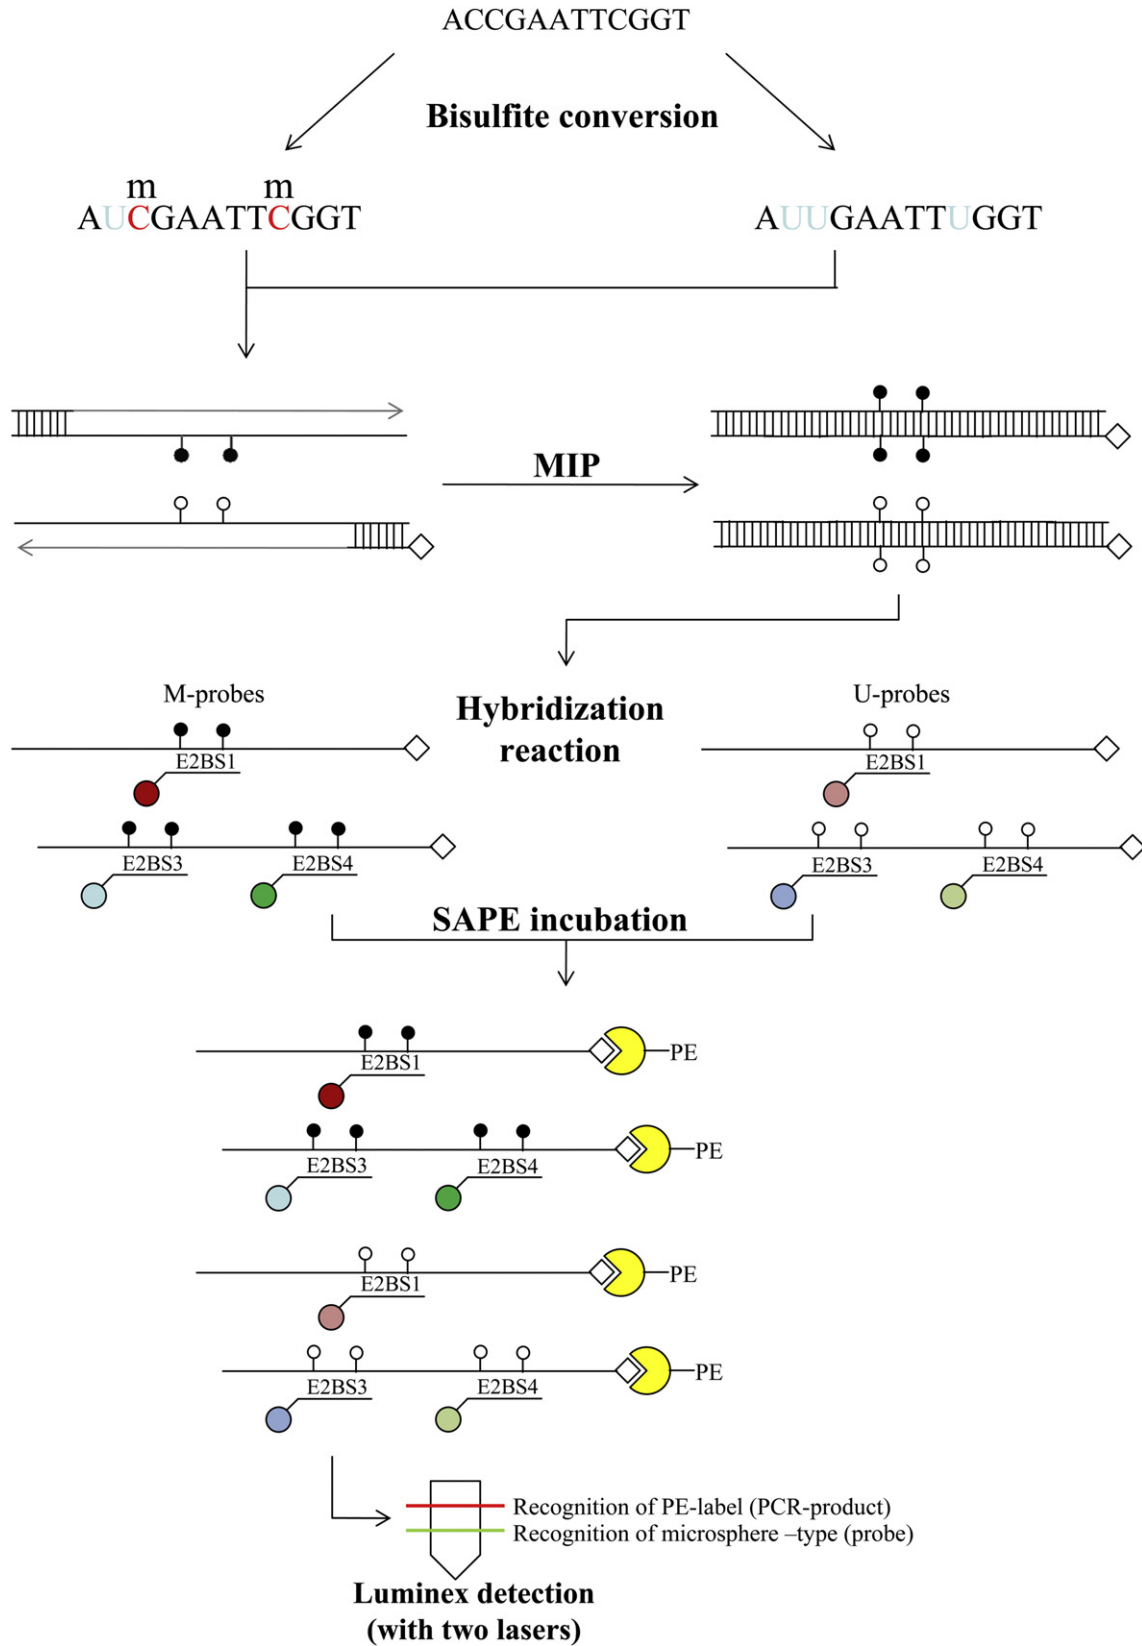 ACCGAATTCGGT
Bisulfite conversion
m m
AUCGAATTCGGT
AUUGAATTUGGT
MIP
M-probes
Hybridization
reaction
U-probes
E2BS1
E2BS1
E2BS3 E2BS4
E2BS3 E2BS4
SAPE incubation
E2BS1
PE
E2BS3 E2BS4
PE
E2BS1
PE
E2BS3 E2BS4
PE
Recognition of PE-label (PCR-product)
Recognition of microsphere –type (probe)
Luminex detection
(with two lasers)